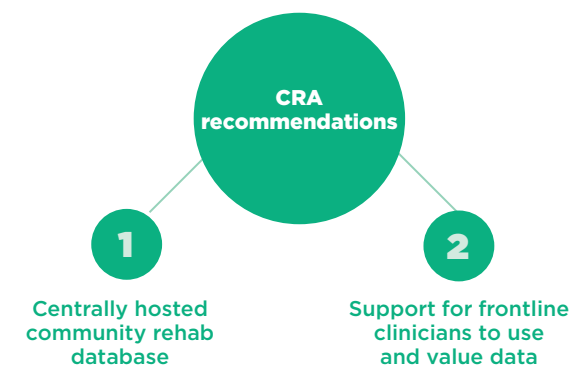 CRA
recommendations
1
Centrally hosted
community rehab
database
2
Support for frontline
clinicians to use
and value data